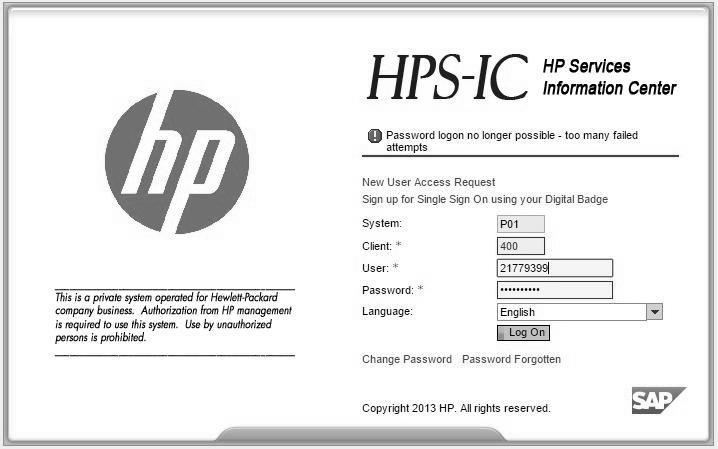 hp
HPS-IC
HP Services
Information Center
Password logon no longer possible - too many failed
attempts
New User Access Request
Sign up for Single Sign On using your Digital Badge
System: P01
Client: * 400
User: * 21779399
Password: * ••••••••••
Language: English
Log On
Change Password Password Forgotten
This is a private system operated for Hewlett-Packard
company business. Authorization from HP management
is required to use this system. Use by unauthorized
persons is prohibited.
Copyright 2013 HP. All rights reserved.
SAP